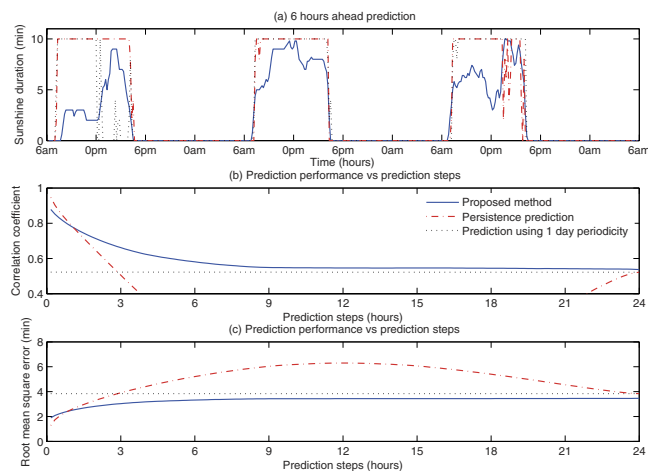 (a) 6 hours ahead prediction
Sunshine duration (min)
10
5
0
6am 0pm 6pm 0am 6am 0pm 6pm 0am 6am 0pm 6pm 0am 6am
Time (hours)
(b) Prediction performance vs prediction steps
Correlation coefficient
1
0.8
0.6
0.4
Proposed method
Persistence prediction
Prediction using 1 day periodicity
0 3 6 9 12 15 18 21 24
Prediction steps (hours)
(c) Prediction performance vs prediction steps
Root mean square error (min)
8
6
4
2
0
0 3 6 9 12 15 18 21 24
Prediction steps (hours)